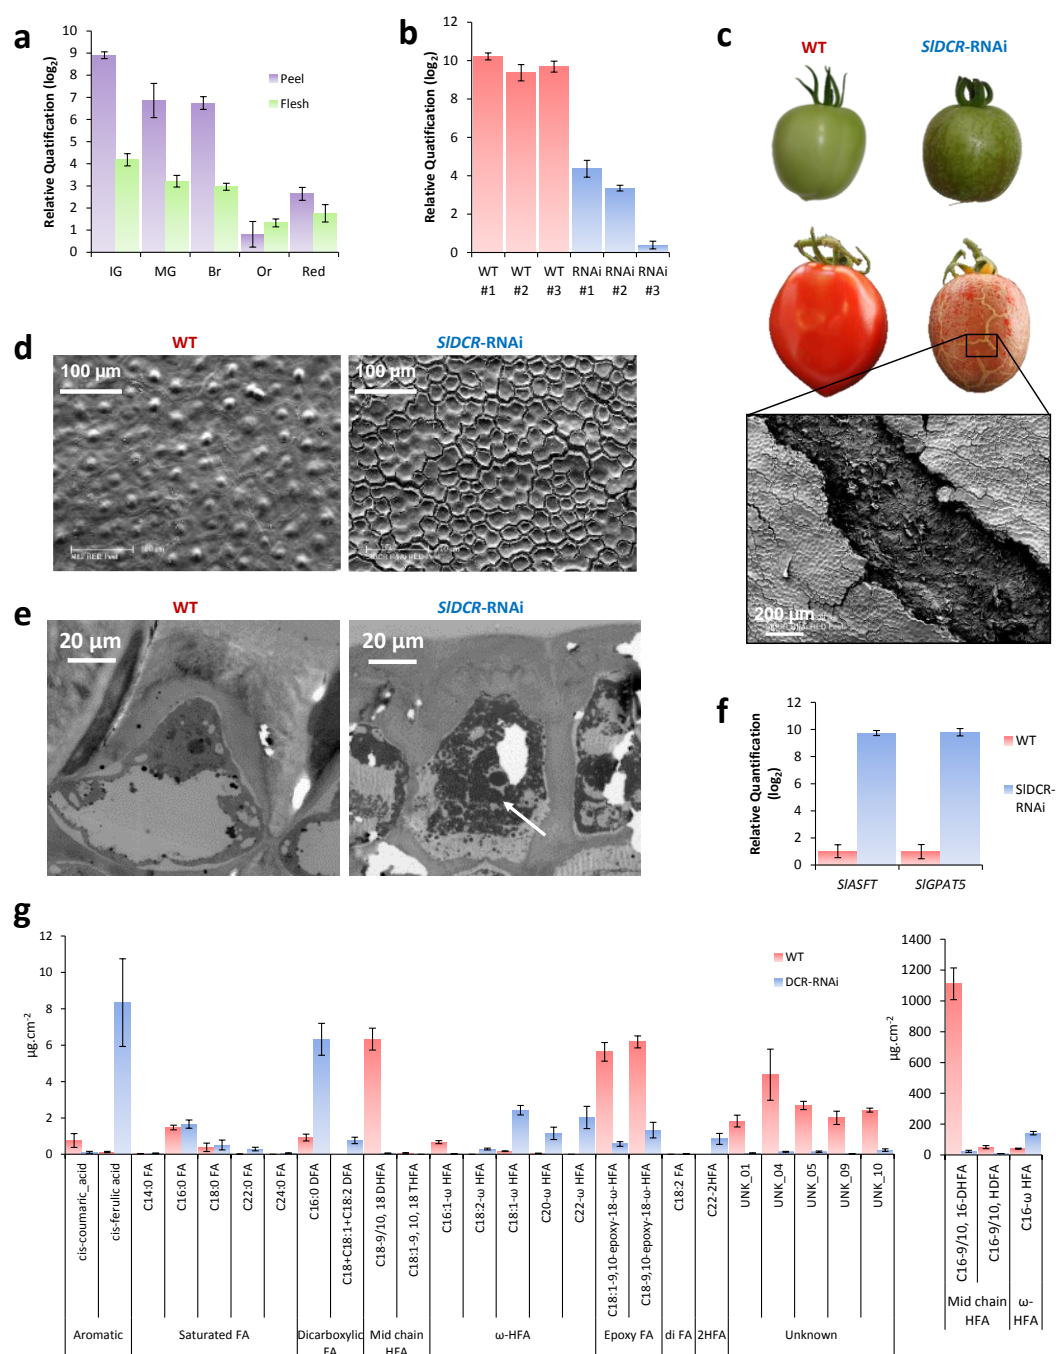 a
Relative Quatification (log2)
10
9
8
7
6
5
4
3
2
1
0
Peel
Flesh
IG MG Br Or Red
b
Relative Quatification (log2)
12
10
8
6
4
2
0
WT WT WT RNAi RNAi RNAi
#1 #2 #3 #1 #2 #3
c
WT SlDCR-RNAi
200 µm
d
WT SlDCR-RNAi
100 µm 100 µm
e
WT SlDCR-RNAi
20 µm 20 µm
f
Relative Quantification
(log2)
12
10
8
6
4
2
0
WT
SlDCR-
RNAi
SlASFT SlGPAT5
g
µg.cm-2
12
10
8
6
4
2
0
WT
DCR-RNAi
cis-coumaric_acid
cis-ferulic acid
C14:0 FA
C16:0 FA
C18:0 FA
C22:0 FA
C24:0 FA
C16:0 DFA
C18+C18:1+C18:2 DFA
C18-9/10, 18 DHFA
C18:1-9, 10, 18 THFA
C16:1-ω HFA
C18:2-ω HFA
C18:1-ω HFA
C20-ω HFA
C22-ω HFA
C18:1-9,10-epoxy-18-ω-HFA
C18-9,10-epoxy-18-ω-HFA
C18:2 FA
C22-2HFA
UNK_01
UNK_04
UNK_05
UNK_09
UNK_10
Aromatic
Saturated FA
Dicarboxylic
FA
Mid chain
HFA
ω-HFA
Epoxy FA
di FA
2HFA
Unknown
µg.cm-2
1400
1200
1000
800
600
400
200
0
C16-9/10, 16-DHFA
C16-9/10, HDFA
C16-ω HFA
Mid chain
HFA
ω-
HFA